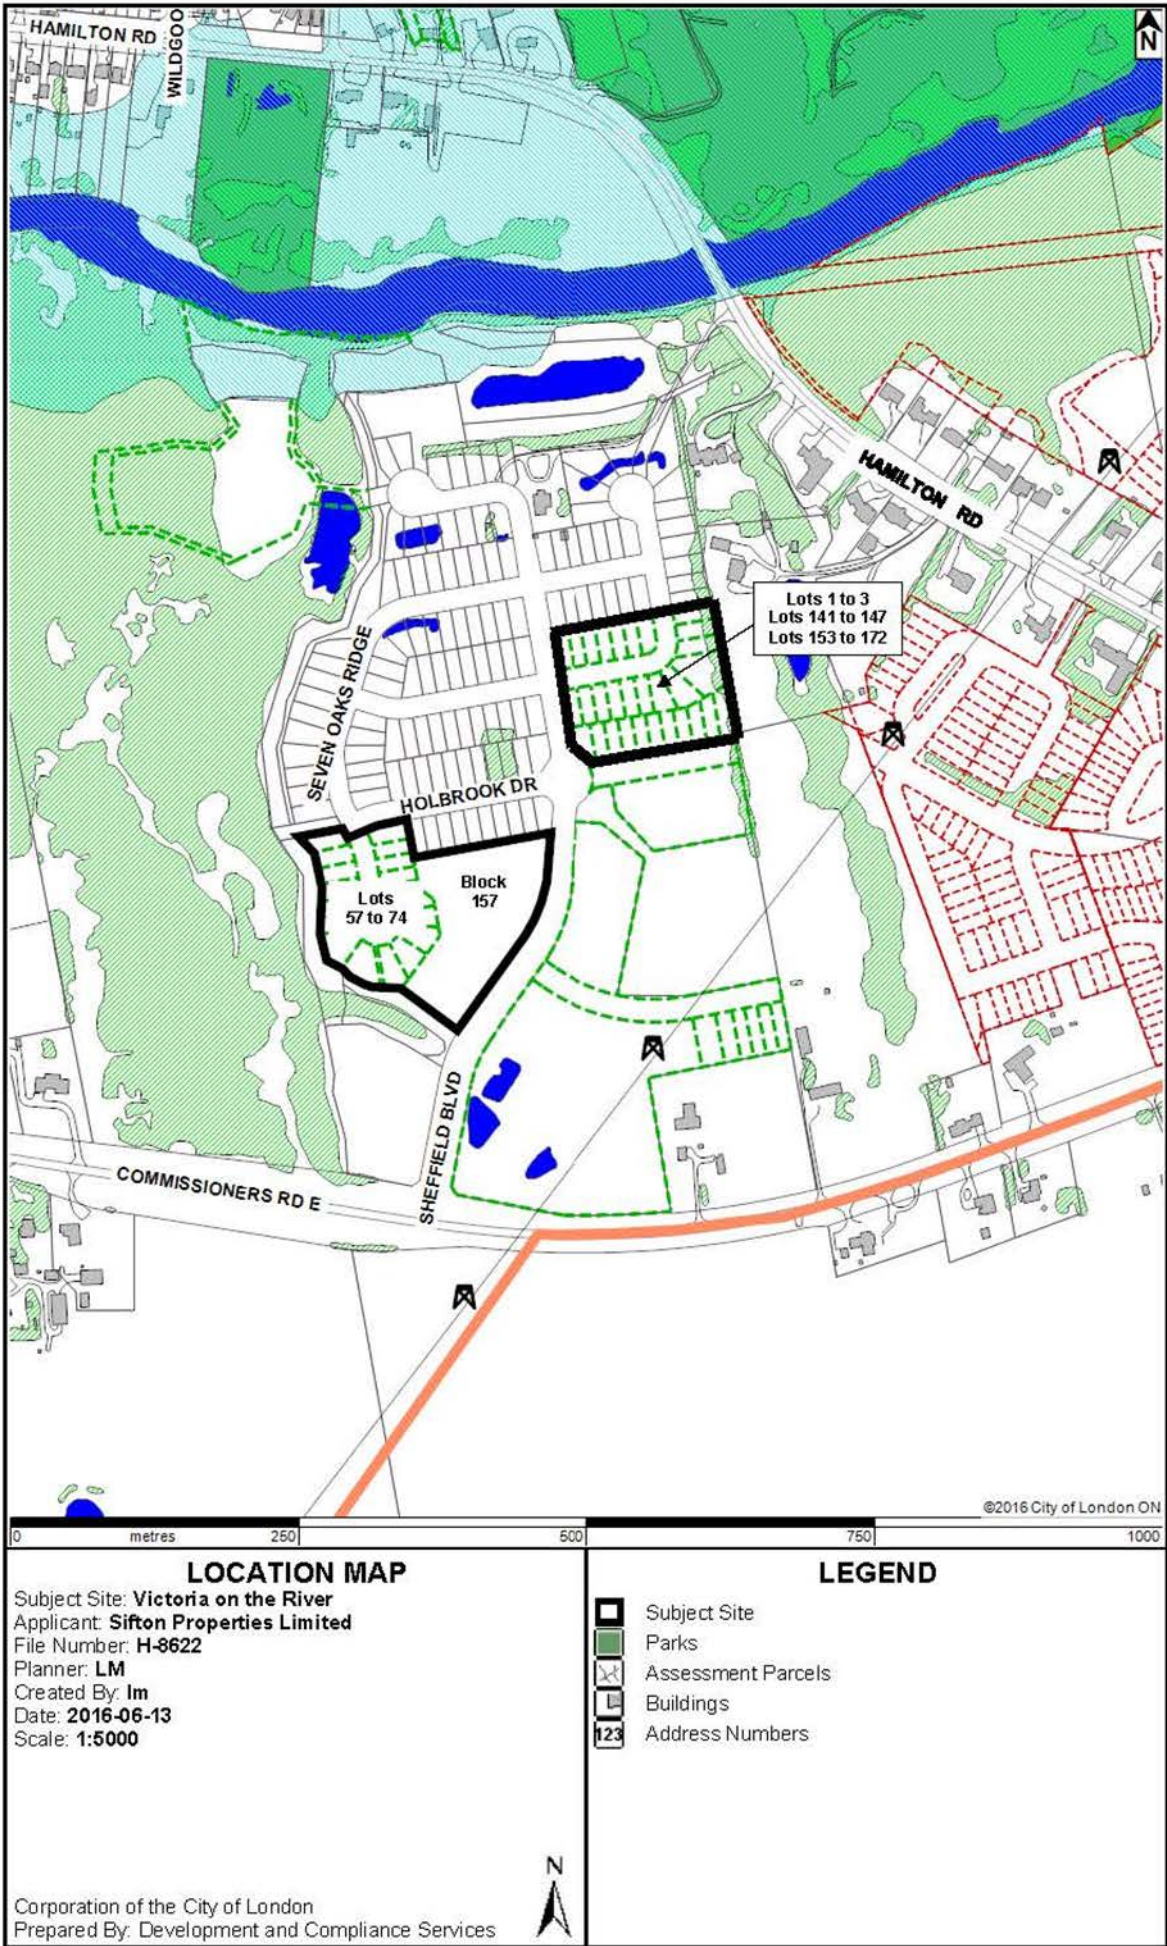 HAMILTON RD
WILDGOO
N
HAMILTON RD
Lots 1 to 3
Lots 141 to 147
Lots 153 to 172
SEVEN OAKS RIDGE
HOLBROOK DR
Lots
57 to 74
Block
157
SHEFFIELD BLVD
COMMISSIONERS RD E
©2016 City of London ON
0 metres 250 500 750 1000
LOCATION MAP
Subject Site: Victoria on the River
Applicant: Sifton Properties Limited
File Number: H-8622
Planner: LM
Created By: lm
Date: 2016-06-13
Scale: 1:5000
N
Corporation of the City of London
Prepared By: Development and Compliance Services
LEGEND
Subject Site
Parks
Assessment Parcels
Buildings
123 Address Numbers